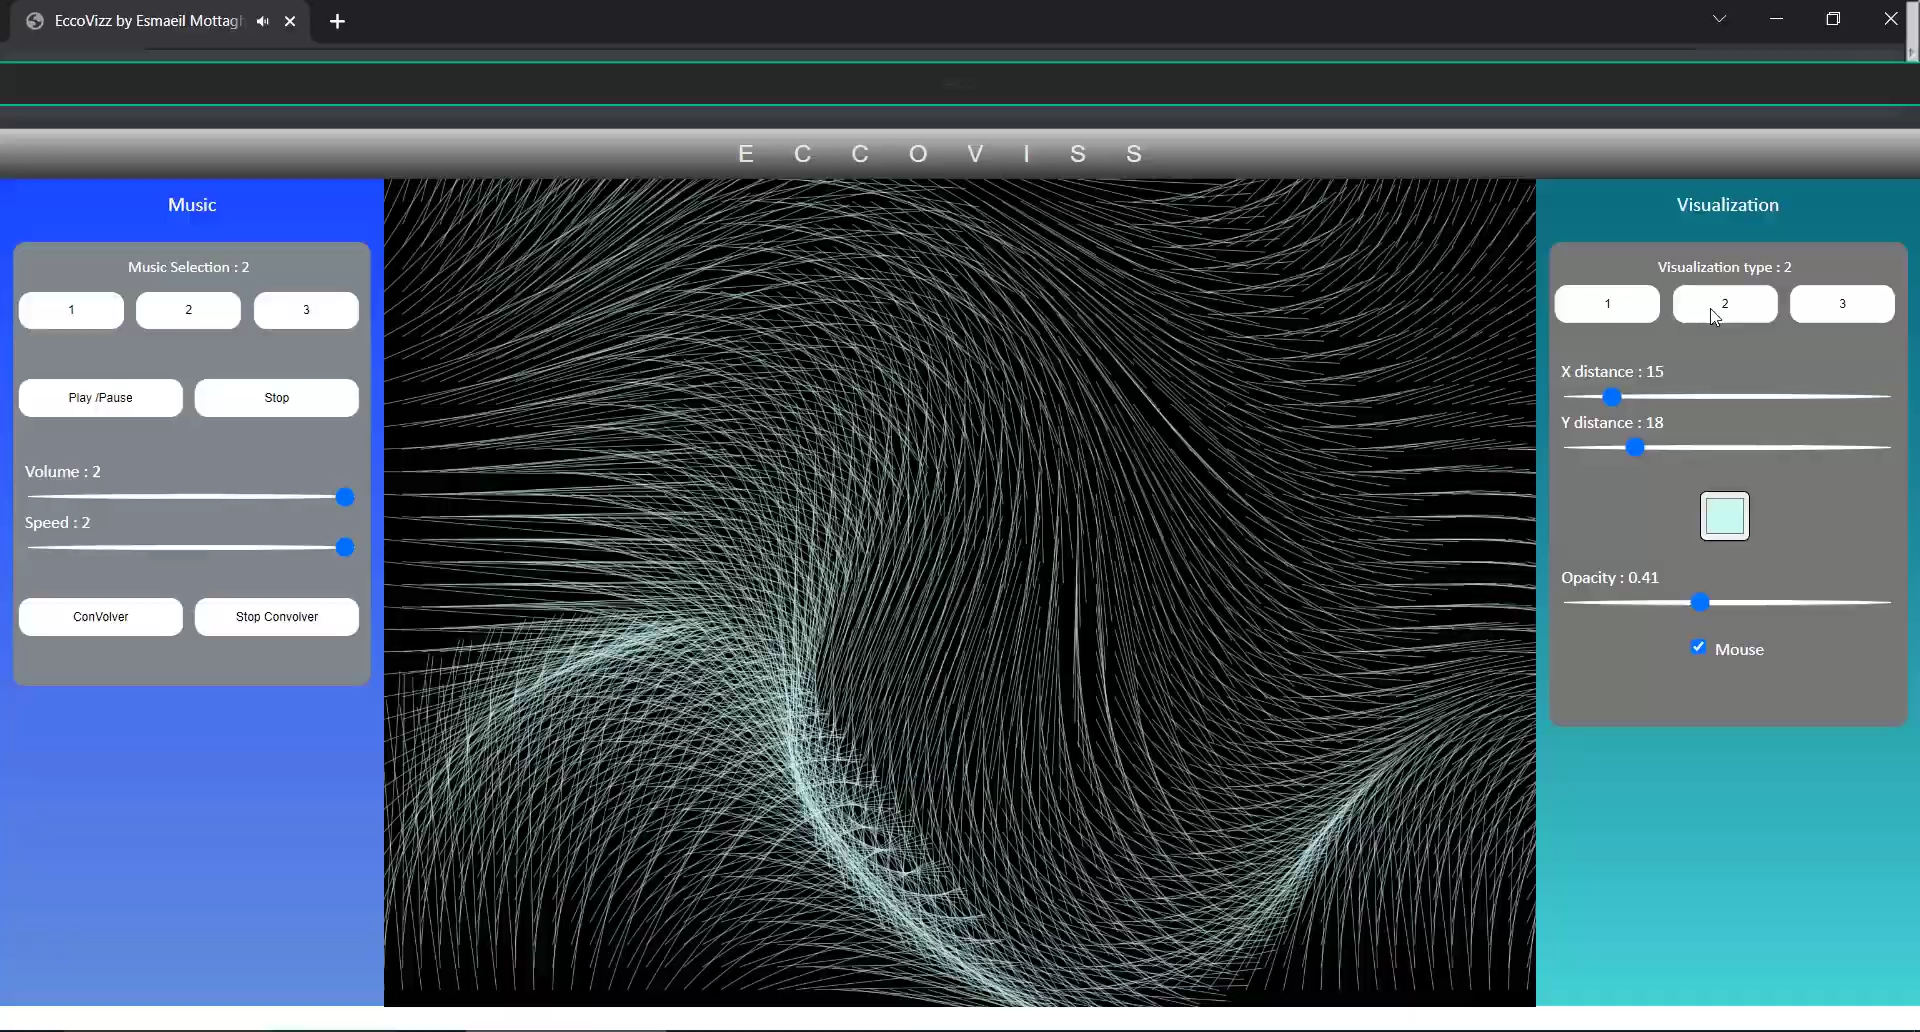 EccoVizz by Esmaeil Mottagh
E C C O V I S S
Music
Music Selection : 2
1 2 3
Play /Pause Stop
Volume : 2
Speed : 2
ConVolver Stop Convolver
Visualization
Visualization type : 2
1 2 3
X distance : 15
Y distance : 18
Opacity : 0.41
Mouse